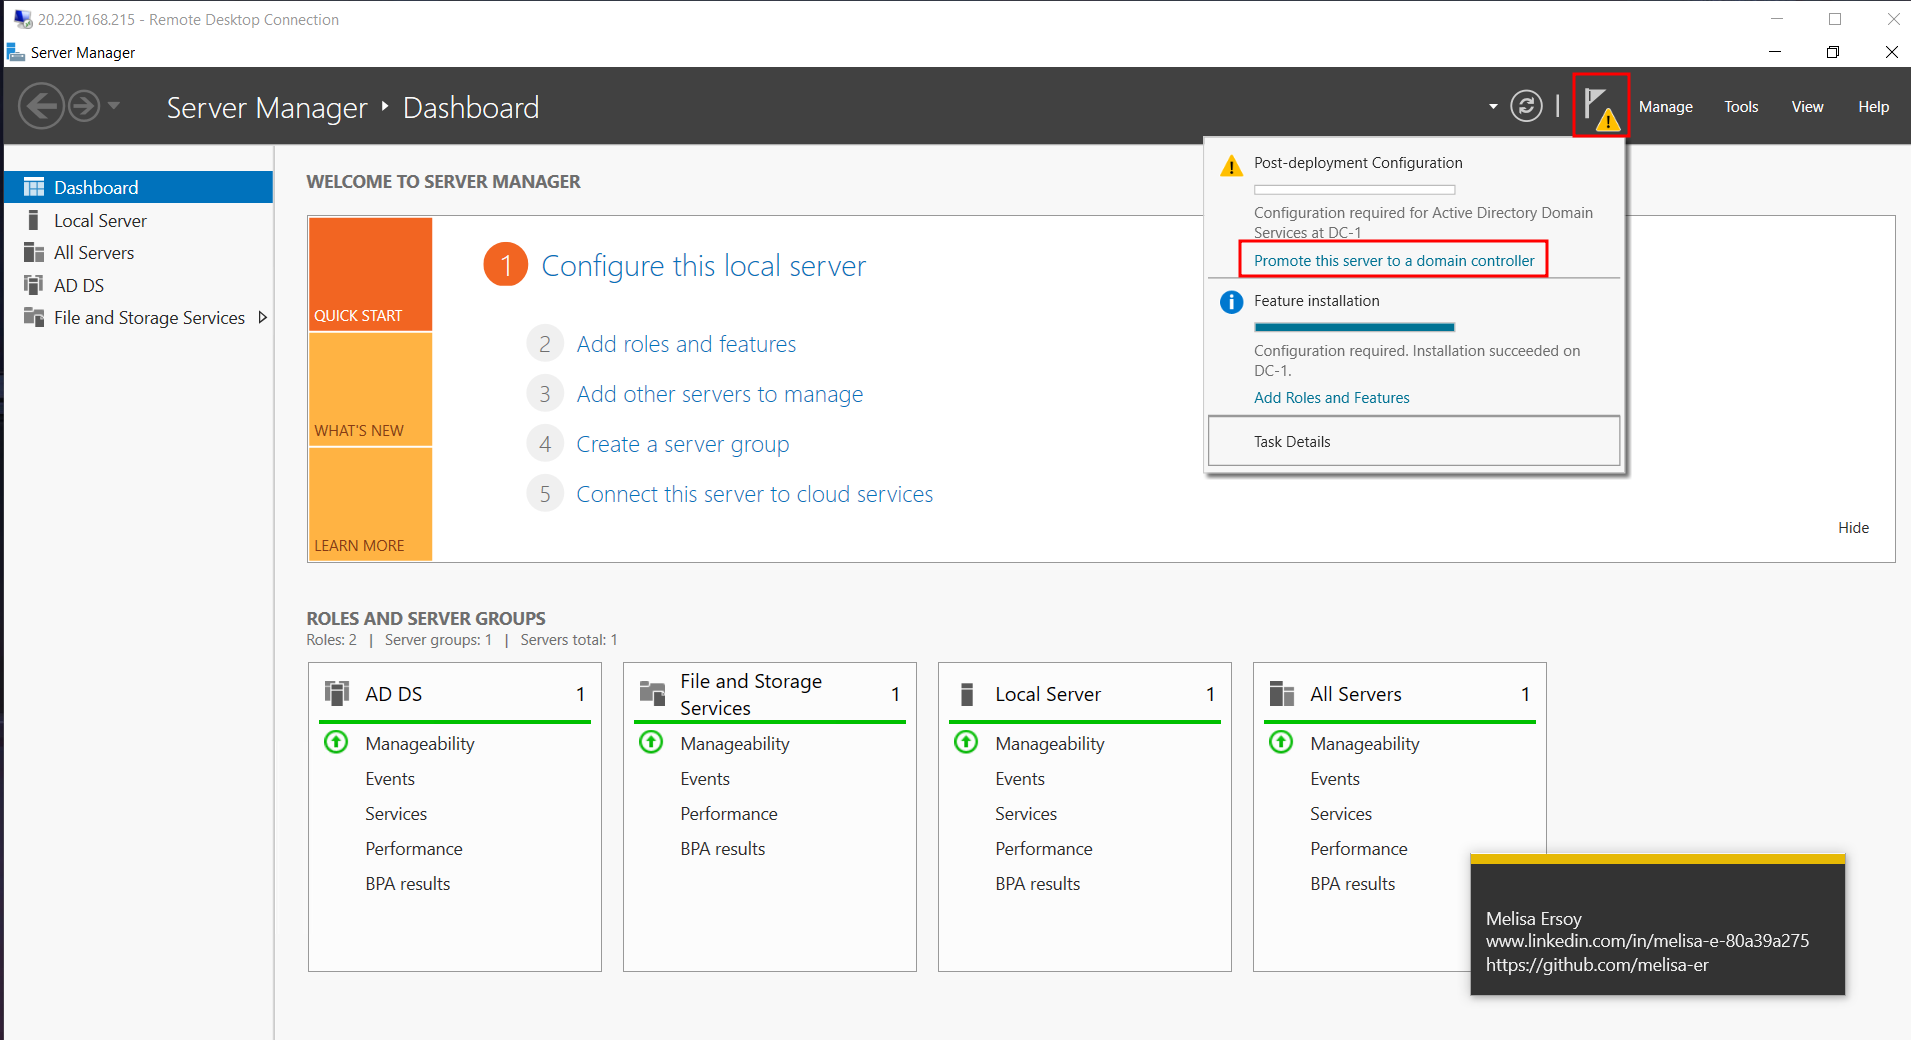 20.220.168.215 - Remote Desktop Connection
Server Manager
Server Manager ‣ Dashboard
Manage Tools View Help
Dashboard
Local Server
All Servers
AD DS
File and Storage Services
WELCOME TO SERVER MANAGER
QUICK START
WHAT'S NEW
LEARN MORE
1 Configure this local server
2 Add roles and features
3 Add other servers to manage
4 Create a server group
5 Connect this server to cloud services
Hide
Post-deployment Configuration
Configuration required for Active Directory Domain
Services at DC-1
Promote this server to a domain controller
Feature installation
Configuration required. Installation succeeded on
DC-1.
Add Roles and Features
Task Details
ROLES AND SERVER GROUPS
Roles: 2 | Server groups: 1 | Servers total: 1
AD DS 1
Manageability
Events
Services
Performance
BPA results
File and Storage
Services 1
Manageability
Events
Performance
BPA results
Local Server 1
Manageability
Events
Services
Performance
BPA results
All Servers 1
Manageability
Events
Services
Performance
BPA results
Melisa Ersoy
www.linkedin.com/in/melisa-e-80a39a275
https://github.com/melisa-er